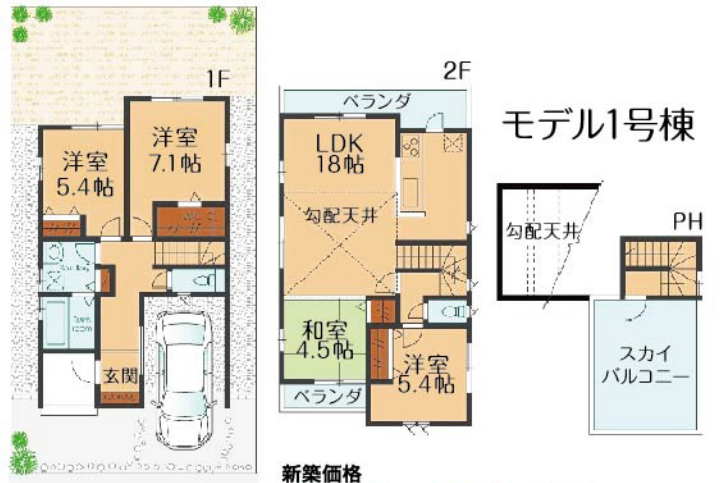 1F
洋室
7.1帖
洋室
5.4帖
玄関
2F
ベランダ
LDK
18帖
勾配天井
和室
4.5帖
洋室
5.4帖
ベランダ
モデル1号棟
勾配天井
PH
スカイ
バルコニー
新築価格